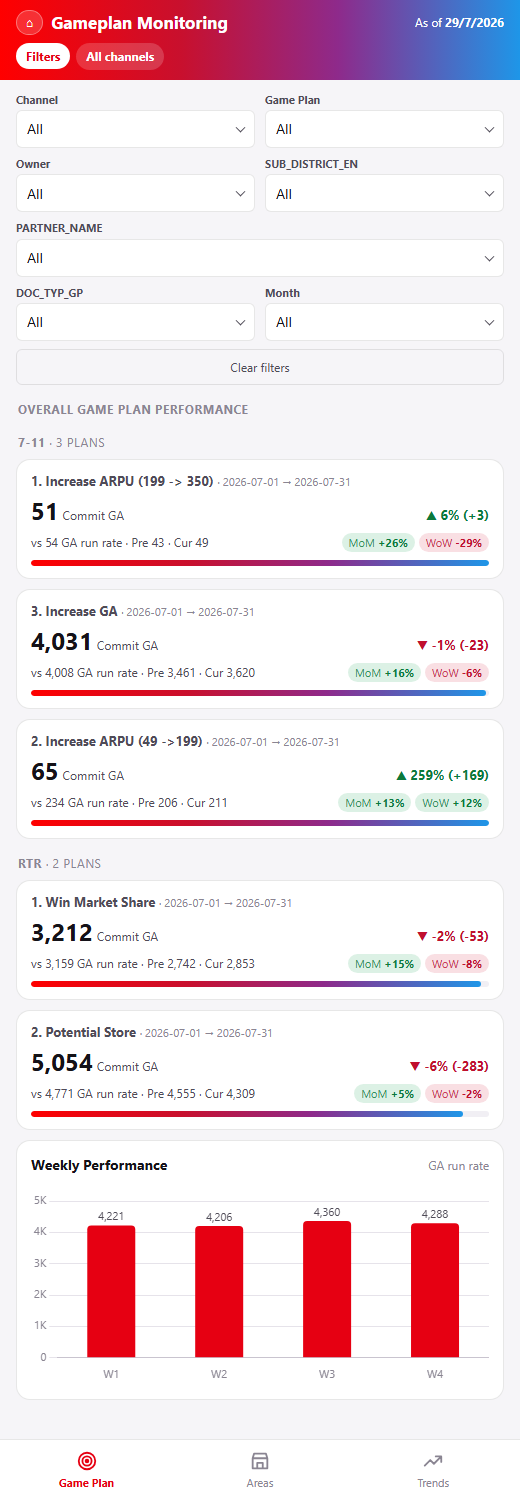 Gameplan Monitoring
As of 29/7/2026
Filters
All channels
Channel
Game Plan
All
All
Owner
SUB_DISTRICT_EN
All
All
PARTNER_NAME
All
DOC_TYP_GP
Month
All
All
Clear filters
OVERALL GAME PLAN PERFORMANCE
7-11 · 3 PLANS
1. Increase ARPU (199 -> 350) · 2026-07-01 → 2026-07-31
51 Commit GA
▲ 6% (+3)
vs 54 GA run rate · Pre 43 · Cur 49
MoM +26%
WoW -29%
3. Increase GA · 2026-07-01 → 2026-07-31
4,031 Commit GA
▼ -1% (-23)
vs 4,008 GA run rate · Pre 3,461 · Cur 3,620
MoM +16%
WoW -6%
2. Increase ARPU (49 ->199) · 2026-07-01 → 2026-07-31
65 Commit GA
▲ 259% (+169)
vs 234 GA run rate · Pre 206 · Cur 211
MoM +13%
WoW +12%
RTR · 2 PLANS
1. Win Market Share · 2026-07-01 → 2026-07-31
3,212 Commit GA
▼ -2% (-53)
vs 3,159 GA run rate · Pre 2,742 · Cur 2,853
MoM +15%
WoW -8%
2. Potential Store · 2026-07-01 → 2026-07-31
5,054 Commit GA
▼ -6% (-283)
vs 4,771 GA run rate · Pre 4,555 · Cur 4,309
MoM +5%
WoW -2%
Weekly Performance
GA run rate
5K
4K
3K
2K
1K
0
4,221
4,206
4,360
4,288
W1
W2
W3
W4
Game Plan
Areas
Trends